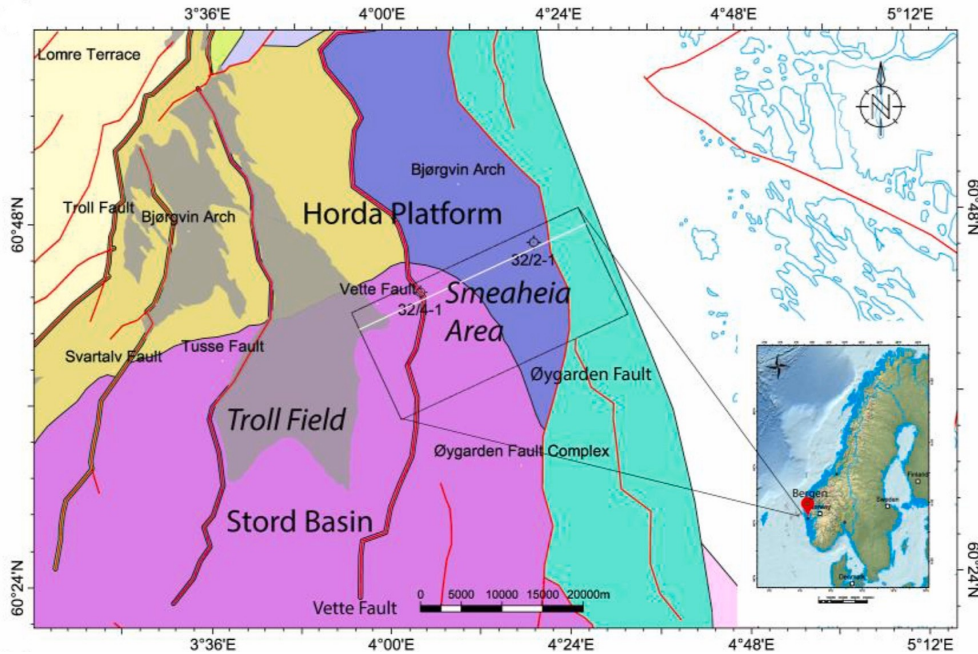 3°36'E 4°00'E 4°24'E 4°48'E 5°12'E
Lomre Terrace
N
Bjørgvin Arch
Troll Fault
Bjørgvin Arch
Horda Platform
60°48'N
60°48'N
32/2-1
Vette Fault
Smeaheia
Area
32/4-1
Tusse Fault
Svartalv Fault
Øygarden Fault
Troll Field
Øygarden Fault Complex
Stord Basin
Bergen
Finland
Sweden
Denmark
60°24'N
60°24'N
Vette Fault
0 5000 10000 15000 20000m
3°36'E 4°00'E 4°24'E 4°48'E 5°12'E